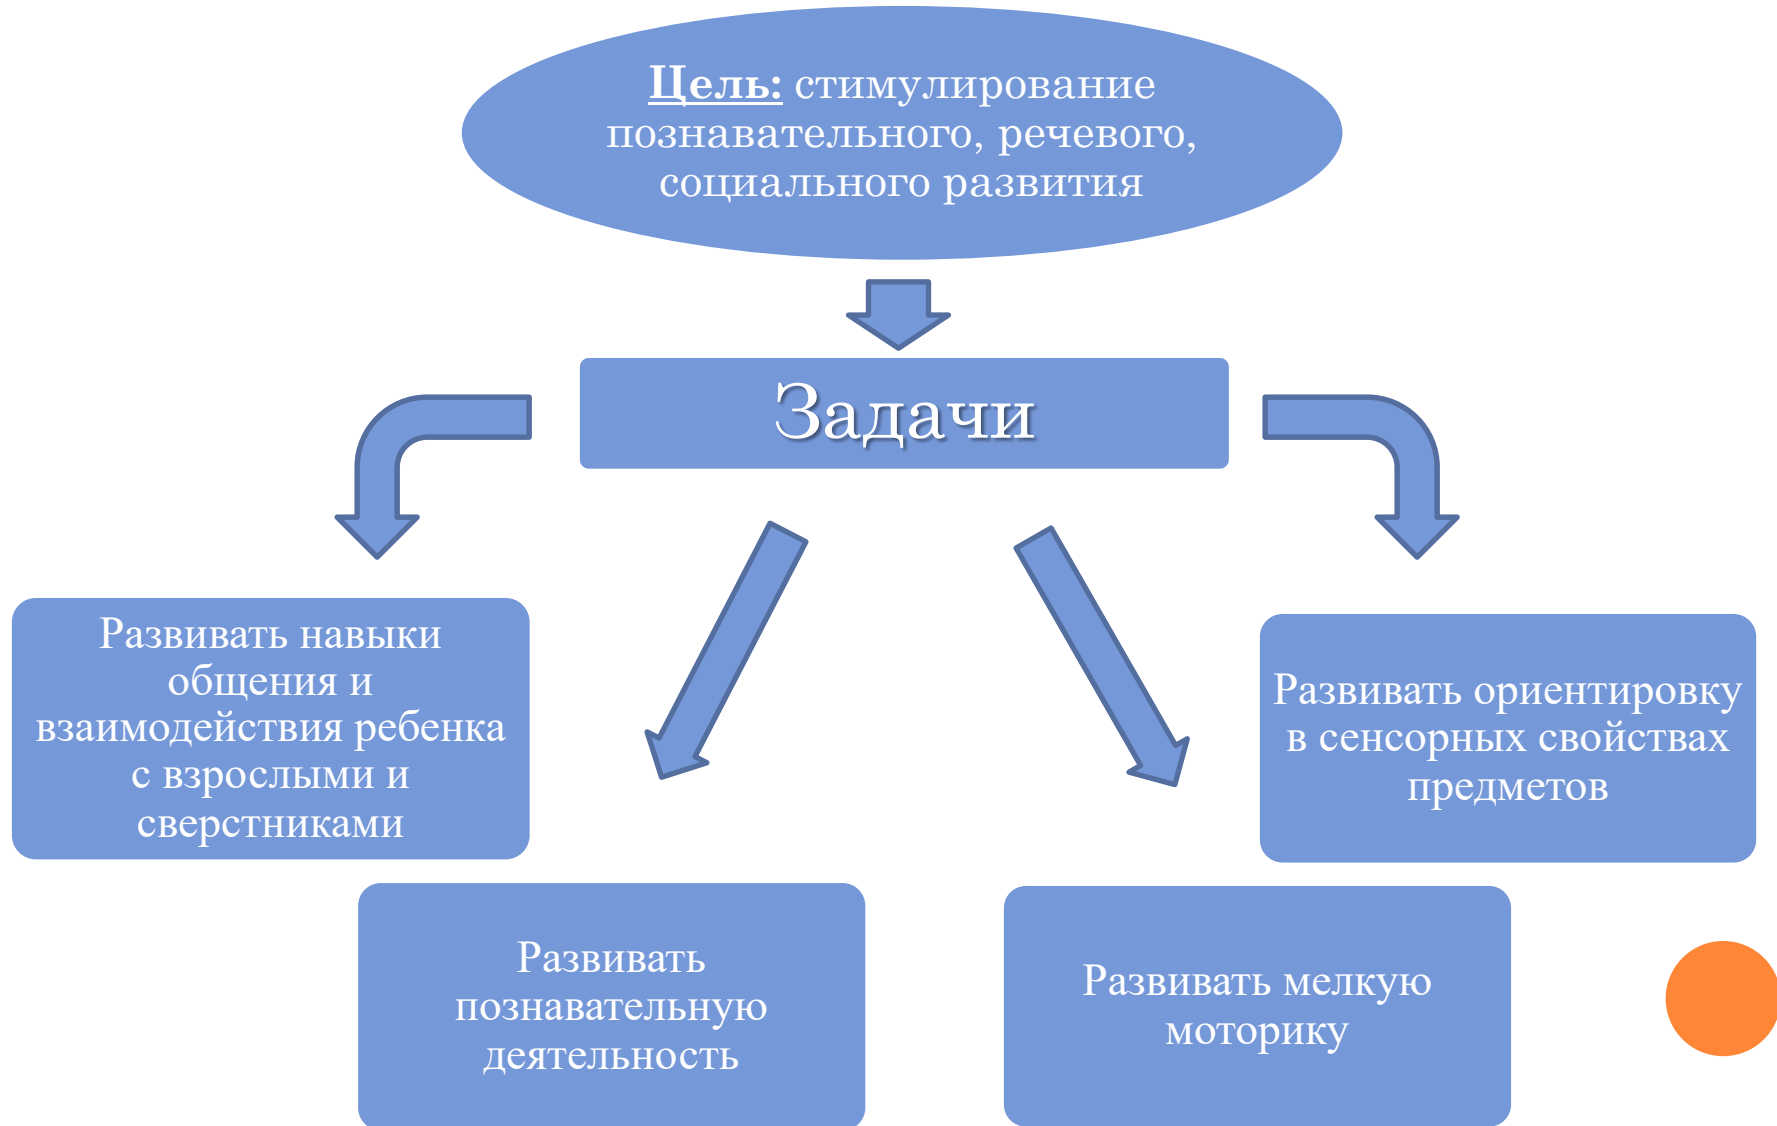 Цель: стимулирование
познавательного, речевого,
социального развития
Задачи
Развивать навыки
общения и
взаимодействия ребенка
с взрослыми и
сверстниками
Развивать
познавательную
деятельность
Развивать мелкую
моторику
Развивать ориентировку
в сенсорных свойствах
предметов